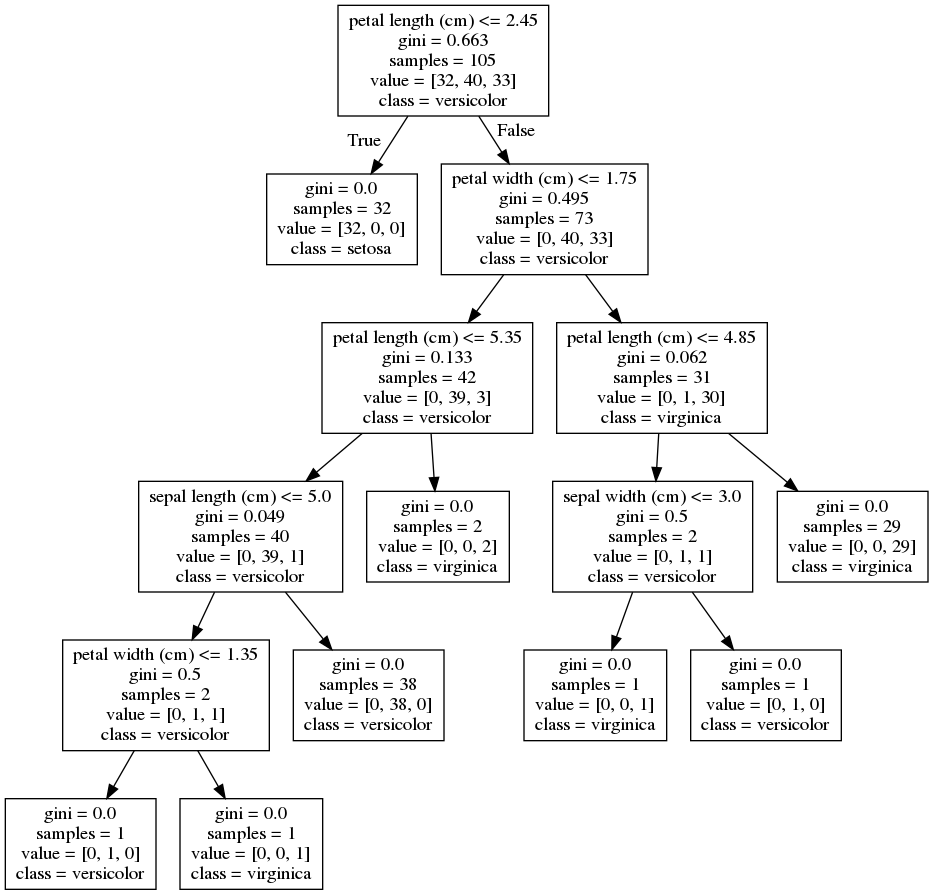 petal length (cm) <= 2.45
gini = 0.663
samples = 105
value = [32, 40, 33]
class = versicolor
True
False
gini = 0.0
samples = 32
value = [32, 0, 0]
class = setosa
petal width (cm) <= 1.75
gini = 0.495
samples = 73
value = [0, 40, 33]
class = versicolor
petal length (cm) <= 5.35
gini = 0.133
samples = 42
value = [0, 39, 3]
class = versicolor
petal length (cm) <= 4.85
gini = 0.062
samples = 31
value = [0, 1, 30]
class = virginica
sepal length (cm) <= 5.0
gini = 0.049
samples = 40
value = [0, 39, 1]
class = versicolor
gini = 0.0
samples = 2
value = [0, 0, 2]
class = virginica
sepal width (cm) <= 3.0
gini = 0.5
samples = 2
value = [0, 1, 1]
class = versicolor
gini = 0.0
samples = 29
value = [0, 0, 29]
class = virginica
petal width (cm) <= 1.35
gini = 0.5
samples = 2
value = [0, 1, 1]
class = versicolor
gini = 0.0
samples = 38
value = [0, 38, 0]
class = versicolor
gini = 0.0
samples = 1
value = [0, 0, 1]
class = virginica
gini = 0.0
samples = 1
value = [0, 1, 0]
class = versicolor
gini = 0.0
samples = 1
value = [0, 1, 0]
class = versicolor
gini = 0.0
samples = 1
value = [0, 0, 1]
class = virginica